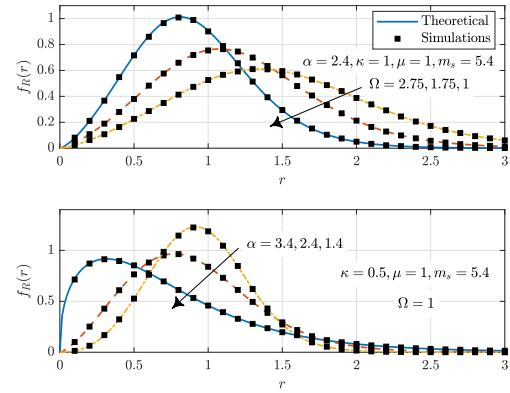 Theoretical
Simulations
α = 2.4, κ = 1, μ = 1, m_s = 5.4
Ω = 2.75, 1.75, 1
f_R(r)
1
0.8
0.6
0.4
0.2
0
0 0.5 1 1.5 2 2.5 3
r
α = 3.4, 2.4, 1.4
κ = 0.5, μ = 1, m_s = 5.4
Ω = 1
f_R(r)
1
0.5
0
0 0.5 1 1.5 2 2.5 3
r